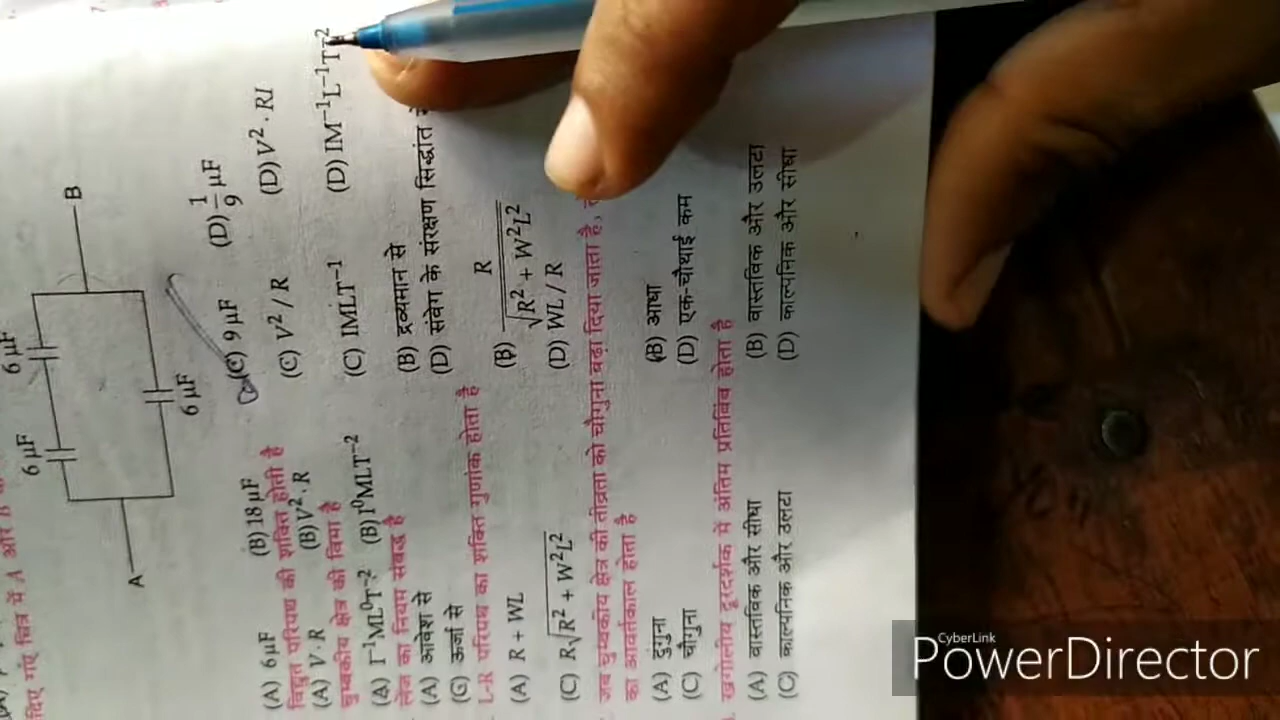 दिए गए चित्र में A और B
6 μF
6 μF
A
B
6 μF
(A) 6 μF (B) 18 μF (C) 9 μF (D) 1/9 μF
विद्युत परिपथ की शक्ति होती है
(A) V · R (B) V² · R (C) V² / R (D) V² · RI
चुम्बकीय क्षेत्र की विमा है
(A) I⁻¹ML⁰T⁻² (B) I⁰MLT⁻² (C) IMLT⁻¹ (D) IM⁻¹L⁻¹T⁻²
लेंज का नियम संबद्ध है
(A) आवेश से (B) द्रव्यमान से
(C) ऊर्जा से (D) संवेग के संरक्षण सिद्धांत
L-R परिपथ का शक्ति गुणांक होता है
(A) R + WL (B) R/√R² + W²L²
(C) R√R² + W²L² (D) WL / R
जब चुम्बकीय क्षेत्र की तीव्रता को चौगुना बढ़ा दिया जाता है,
का आवर्तकाल होता है
(A) दुगुना (B) आधा
(C) चौगुना (D) एक-चौथाई कम
खगोलीय दूरदर्शक में अंतिम प्रतिबिंब होता है
(A) वास्तविक और सीधा (B) वास्तविक और उलटा
(C) काल्पनिक और उलटा (D) काल्पनिक और सीधा
CyberLink
PowerDirector